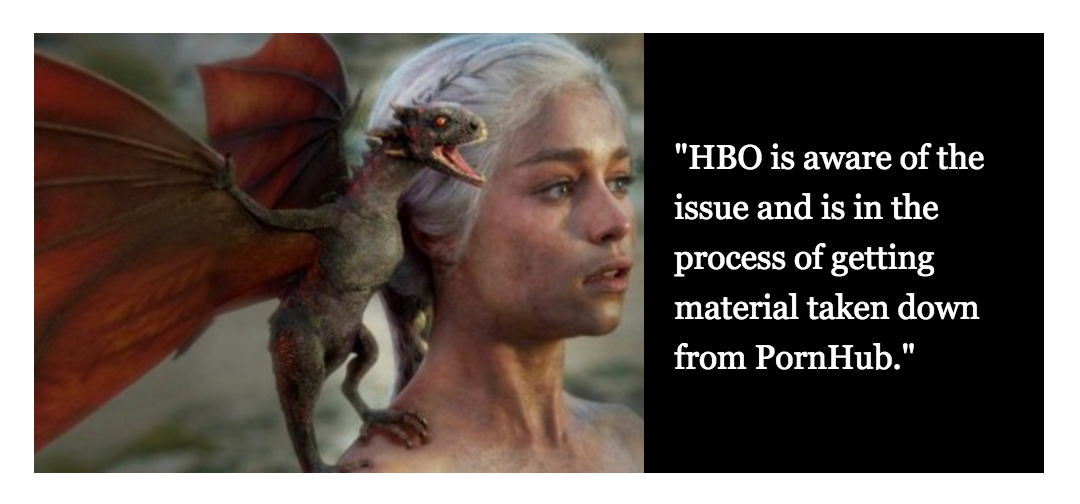 "HBO is aware of the
issue and is in the
process of getting
material taken down
from PornHub."